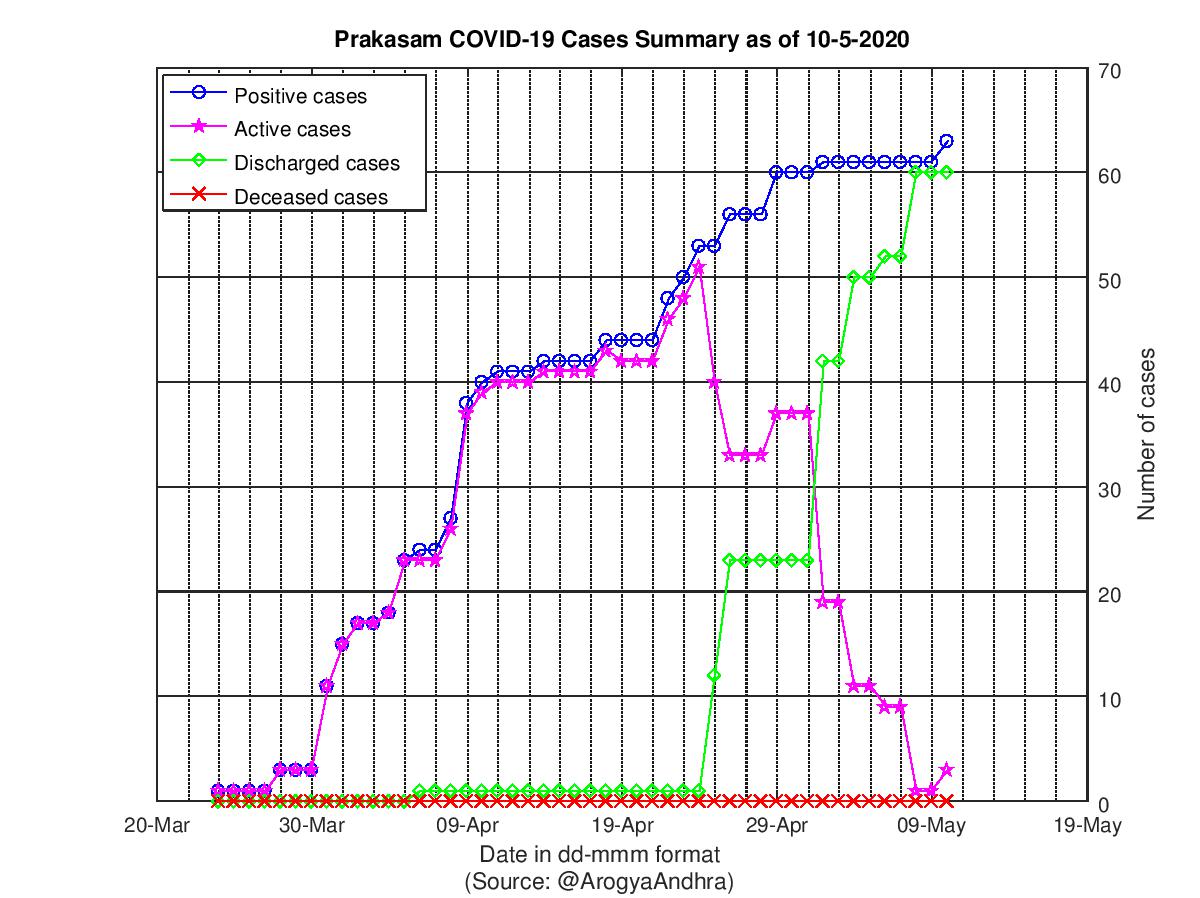 Prakasam COVID-19 Cases Summary as of 10-5-2020
Positive cases
Active cases
Discharged cases
Deceased cases
70
60
50
40
30
20
10
0
Number of cases
20-Mar
30-Mar
09-Apr
19-Apr
29-Apr
09-May
19-May
Date in dd-mmm format
(Source: @ArogyaAndhra)